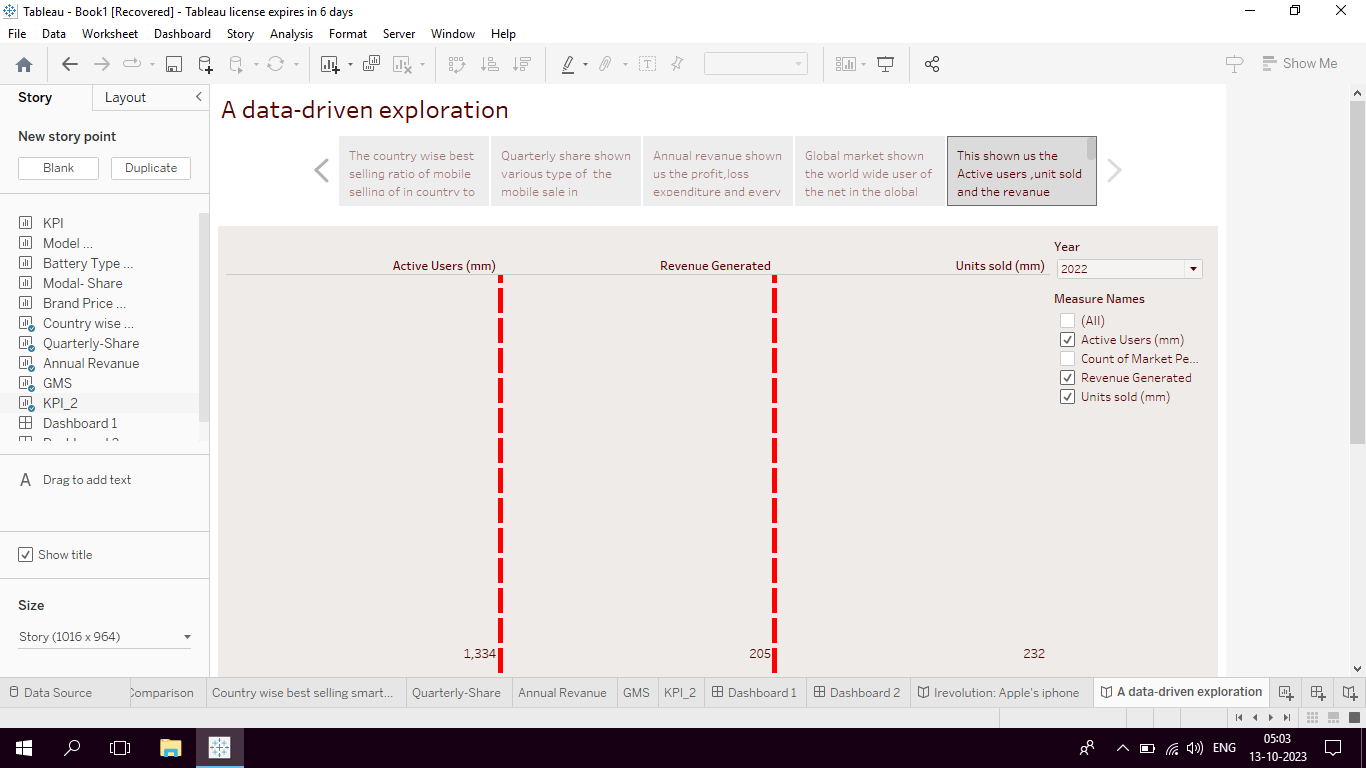 Tableau - Book1 [Recovered] - Tableau license expires in 6 days
File Data Worksheet Dashboard Story Analysis Format Server Window Help
Show Me
Story Layout
New story point
Blank Duplicate
KPI
Model ...
Battery Type ...
Modal- Share
Brand Price ...
Country wise ...
Quarterly-Share
Annual Revanue
GMS
KPI_2
Dashboard 1
A Drag to add text
Show title
Size
Story (1016 x 964)
A data-driven exploration
The country wise best
selling ratio of mobile
selling of in country to
Quarterly share shown
various type of the
mobile sale in
Annual revanue shown
us the profit,loss
expenditure and every
Global market shown
the world wide user of
the net in the global
This shown us the
Active users ,unit sold
and the revanue
Active Users (mm) Revenue Generated Units sold (mm)
1,334 205 232
Year
2022
Measure Names
(All)
Active Users (mm)
Count of Market Pe...
Revenue Generated
Units sold (mm)
Data Source Comparison Country wise best selling smart... Quarterly-Share Annual Revanue GMS KPI_2 Dashboard 1 Dashboard 2 Irevolution: Apple's iphone A data-driven exploration
ENG
05:03
13-10-2023